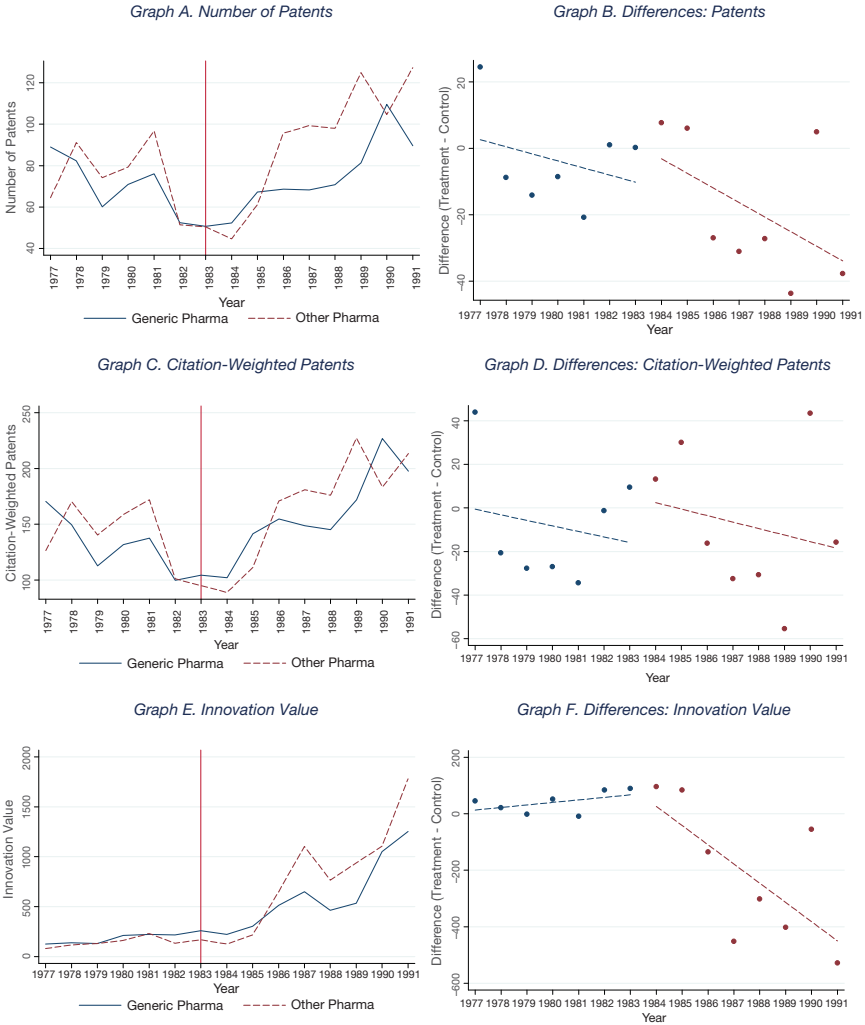 Graph A. Number of Patents
Number of Patents
120
100
80
60
40
1977 1978 1979 1980 1981 1982 1983 1984 1985 1986 1987 1988 1989 1990 1991
Year
Generic Pharma Other Pharma
Graph B. Differences: Patents
Difference (Treatment - Control)
20
0
-20
-40
1977 1978 1979 1980 1981 1982 1983 1984 1985 1986 1987 1988 1989 1990 1991
Year
Graph C. Citation-Weighted Patents
Citation-Weighted Patents
250
200
150
100
1977 1978 1979 1980 1981 1982 1983 1984 1985 1986 1987 1988 1989 1990 1991
Year
Generic Pharma Other Pharma
Graph D. Differences: Citation-Weighted Patents
Difference (Treatment - Control)
40
20
0
-20
-40
-60
1977 1978 1979 1980 1981 1982 1983 1984 1985 1986 1987 1988 1989 1990 1991
Year
Graph E. Innovation Value
Innovation Value
2000
1500
1000
500
0
1977 1978 1979 1980 1981 1982 1983 1984 1985 1986 1987 1988 1989 1990 1991
Year
Generic Pharma Other Pharma
Graph F. Differences: Innovation Value
Difference (Treatment - Control)
200
0
-200
-400
-600
1977 1978 1979 1980 1981 1982 1983 1984 1985 1986 1987 1988 1989 1990 1991
Year